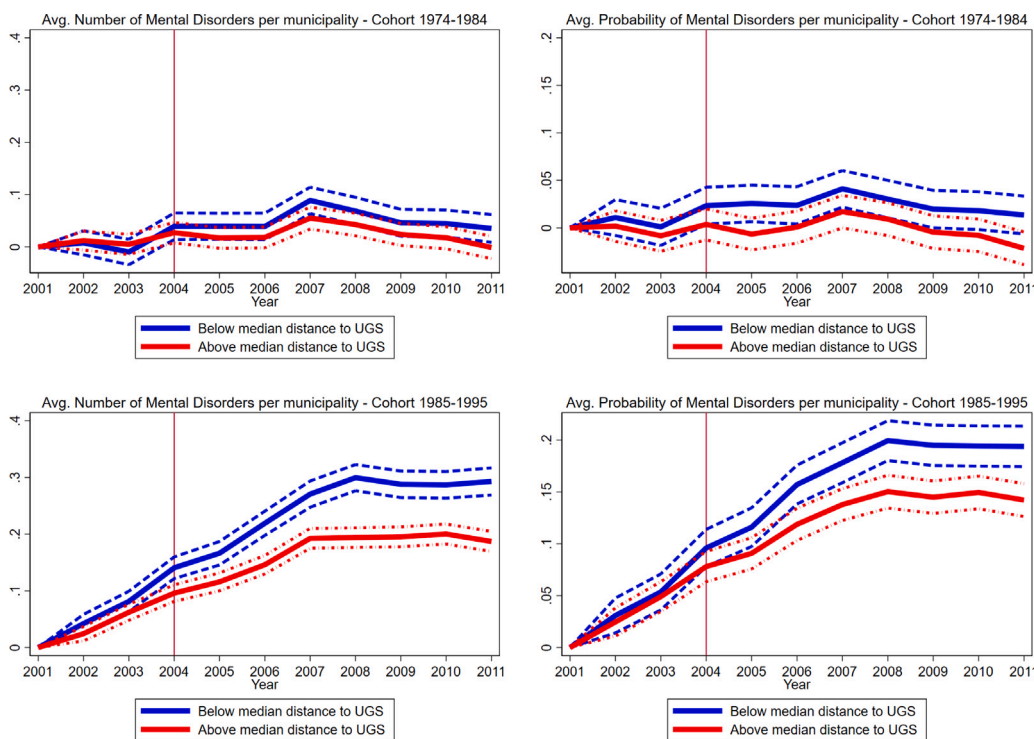 Avg. Number of Mental Disorders per municipality - Cohort 1974-1984
.4
.3
.2
.1
0
2001 2002 2003 2004 2005 2006 2007 2008 2009 2010 2011
Year
Below median distance to UGS
Above median distance to UGS
Avg. Probability of Mental Disorders per municipality - Cohort 1974-1984
.2
.15
.1
.05
0
2001 2002 2003 2004 2005 2006 2007 2008 2009 2010 2011
Year
Below median distance to UGS
Above median distance to UGS
Avg. Number of Mental Disorders per municipality - Cohort 1985-1995
.4
.3
.2
.1
0
2001 2002 2003 2004 2005 2006 2007 2008 2009 2010 2011
Year
Below median distance to UGS
Above median distance to UGS
Avg. Probability of Mental Disorders per municipality - Cohort 1985-1995
.2
.15
.1
.05
0
2001 2002 2003 2004 2005 2006 2007 2008 2009 2010 2011
Year
Below median distance to UGS
Above median distance to UGS